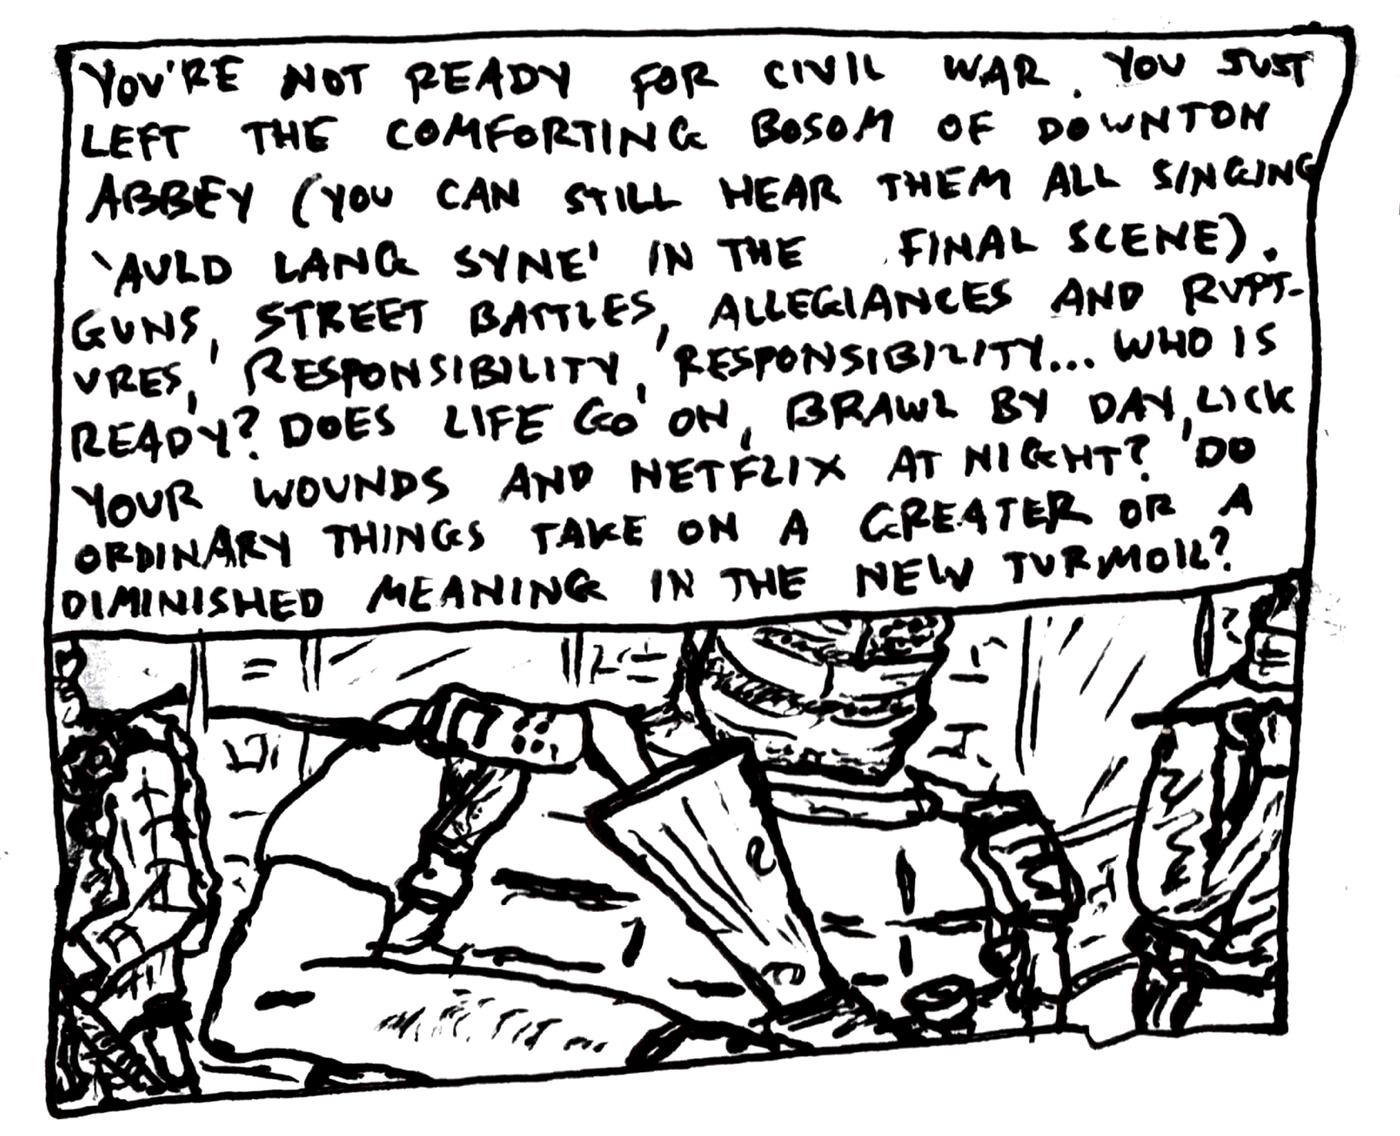 YOU'RE NOT READY FOR CIVIL WAR. YOU JUST
LEFT THE COMFORTING BOSOM OF DOWNTON
ABBEY (YOU CAN STILL HEAR THEM ALL SINGING
'AULD LANG SYNE' IN THE FINAL SCENE).
GUNS, STREET BATTLES, ALLEGIANCES AND RUPT-
URES, RESPONSIBILITY, RESPONSIBILITY... WHO IS
READY? DOES LIFE GO ON, BRAWL BY DAY, LICK
YOUR WOUNDS AND NETFLIX AT NIGHT? DO
ORDINARY THINGS TAKE ON A GREATER OR A
DIMINISHED MEANING IN THE NEW TURMOIL?